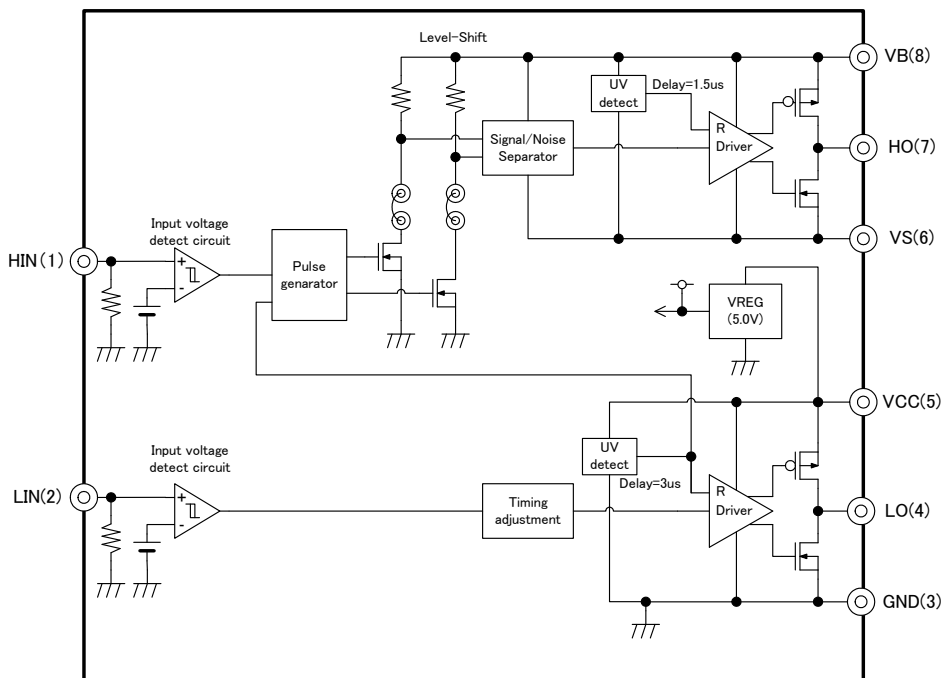 Level-Shift
VB(8)
UV
detect
Delay=1.5us
R
Driver
Signal/Noise
Separator
HO(7)
Input voltage
detect circuit
VS(6)
HIN(1)
+
-
Pulse
genarator
VREG
(5.0V)
VCC(5)
UV
detect
Delay=3us
Input voltage
detect circuit
LIN(2)
+
-
Timing
adjustment
R
Driver
LO(4)
GND(3)